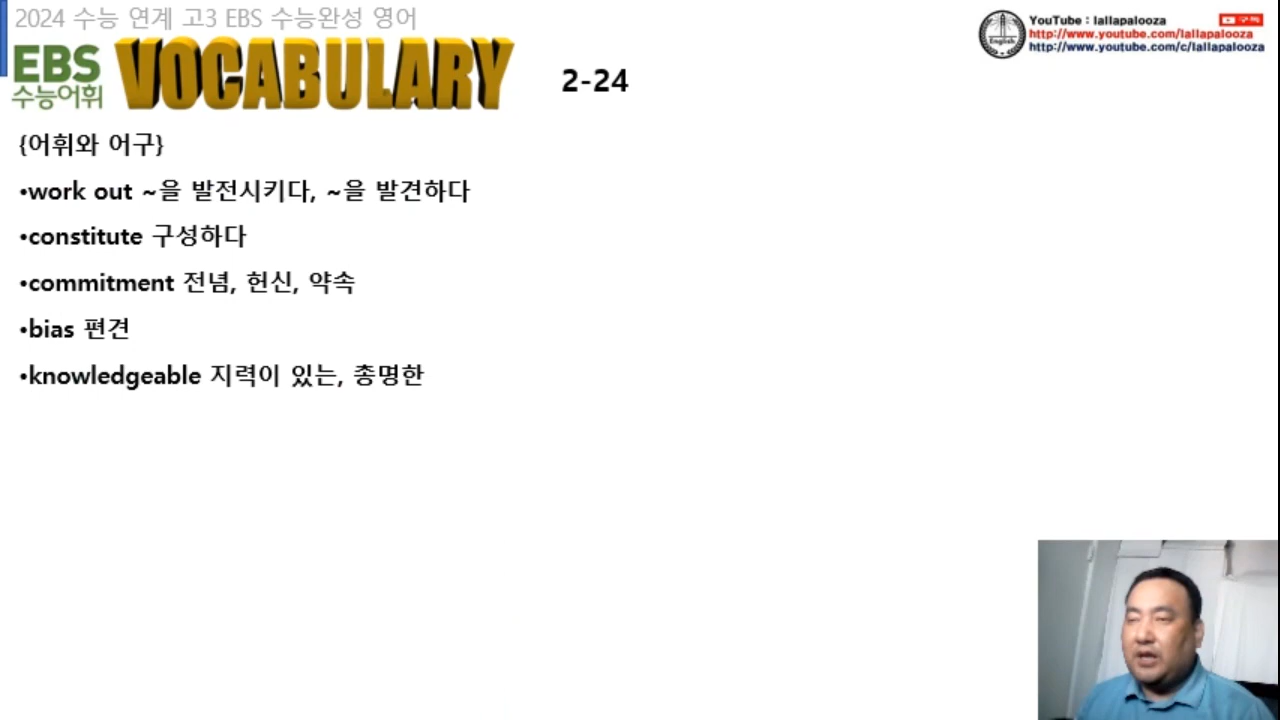 2024 수능 연계 고3 EBS 수능완성 영어
EBS
수능어휘
VOCABULARY
2-24
YouTube : lallapalooza
구독
http://www.youtube.com/lallapalooza
http://www.youtube.com/c/lallapalooza
English
{어휘와 어구}
•work out ~을 발전시키다, ~을 발견하다
•constitute 구성하다
•commitment 전념, 헌신, 약속
•bias 편견
•knowledgeable 지력이 있는, 총명한